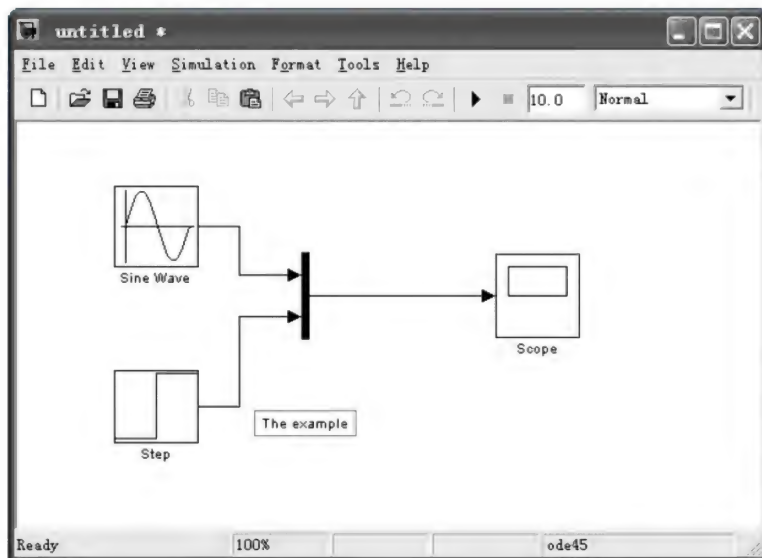 untitled *
File Edit View Simulation Format Tools Help
10.0 Normal
Sine Wave
Scope
The example
Step
Ready 100% ode45